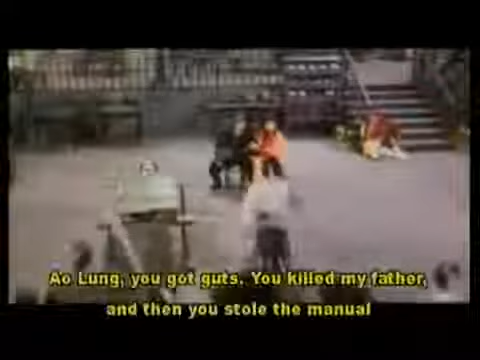 Ao Lung, you got guts. You killed my father,
and then you stole the manual